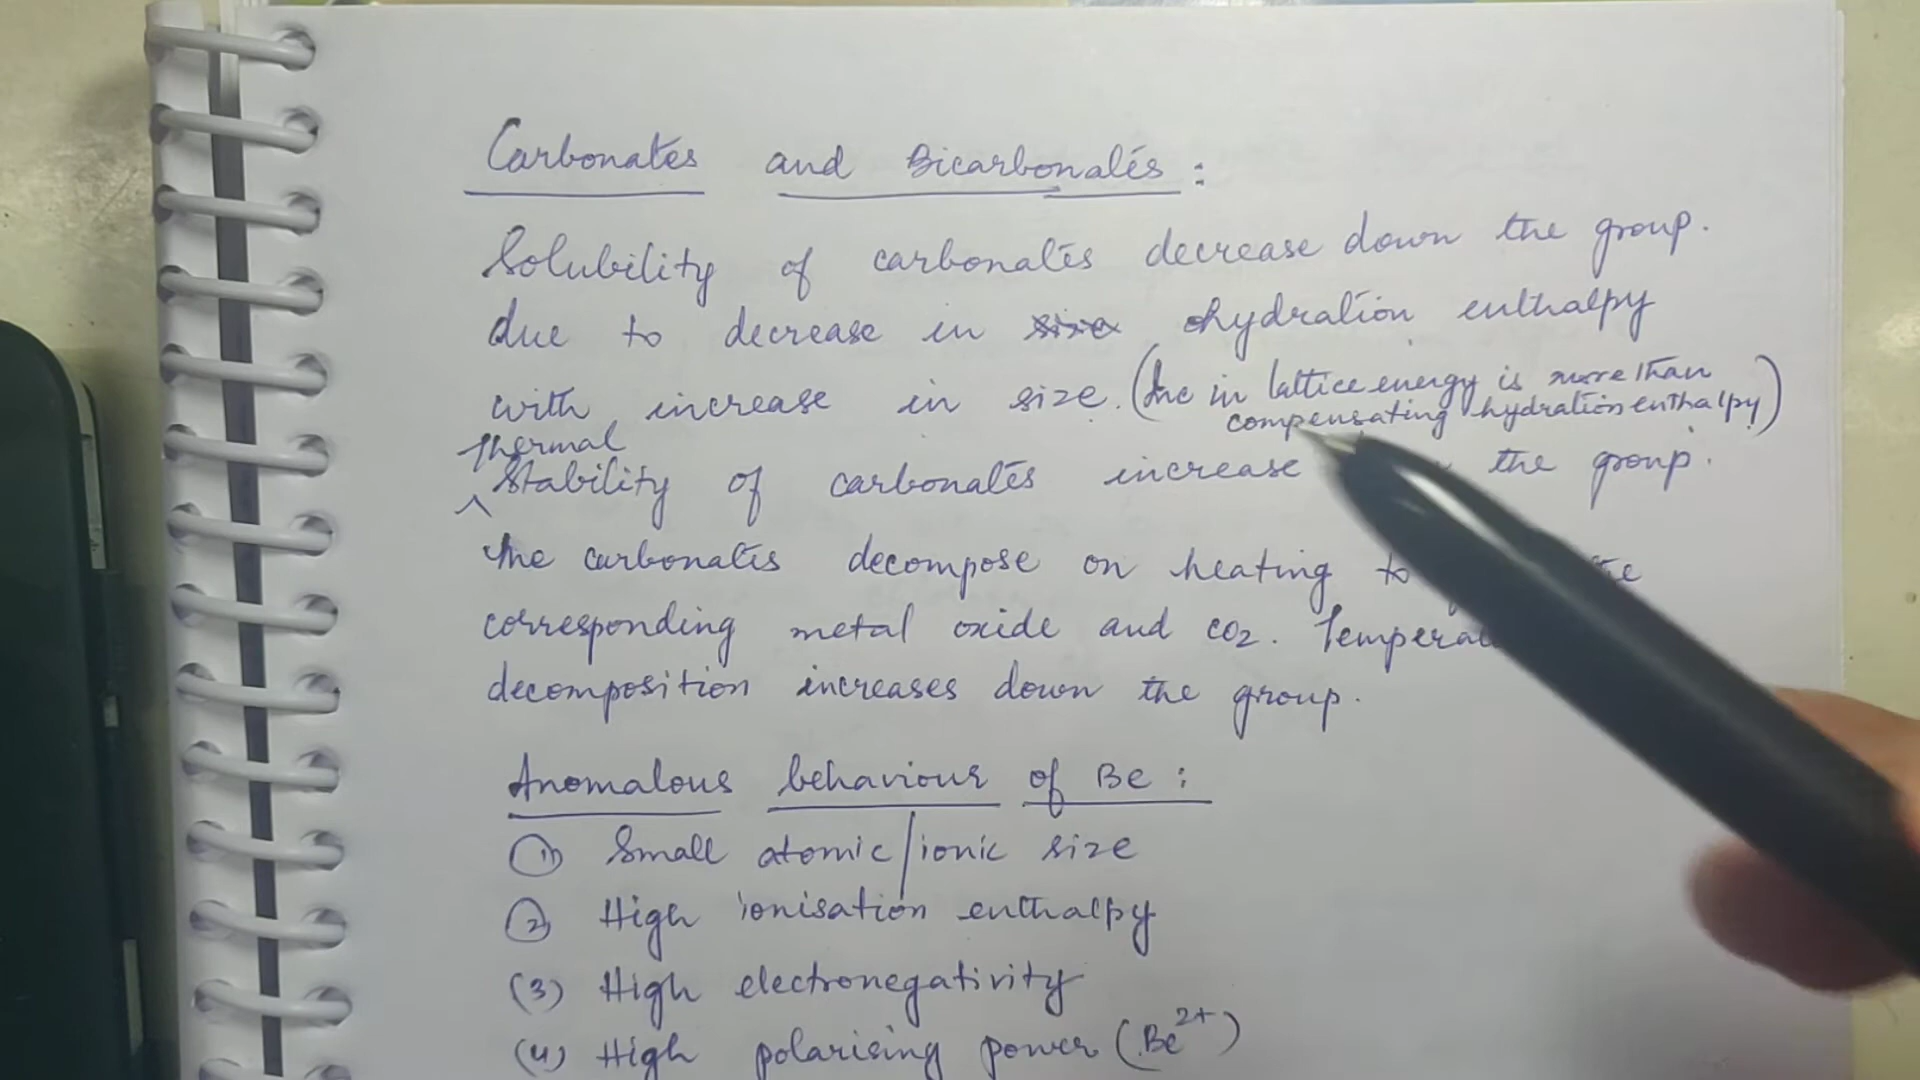 Carbonates and Bicarbonates :
Solubility of carbonates decrease down the group.
due to decrease in hydration enthalpy
with increase in size. (Inc in lattice energy is more than
compensating hydration enthalpy)
thermal
^ Stability of carbonates increase the group.
The carbonates decompose on heating to
corresponding metal oxide and CO2.
decomposition increases down the group.
Anomalous behaviour of Be :
(1) Small atomic/ionic size
(2) High ionisation enthalpy
(3) High electronegativity
(4) High polarising power (Be2+)